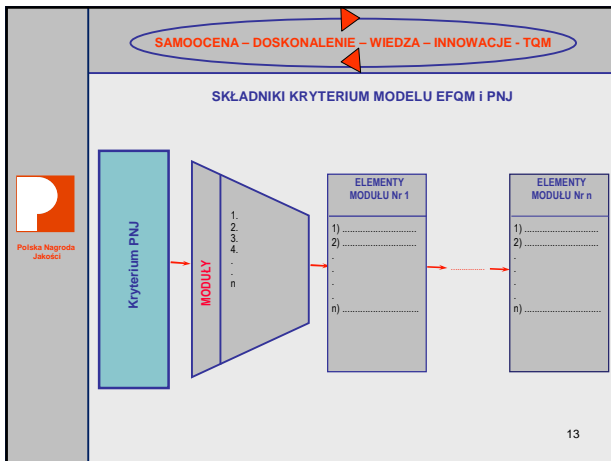 SAMOOCENA – DOSKONALENIE – WIEDZA – INNOWACJE - TQM
SKŁADNIKI KRYTERIUM MODELU EFQM i PNJ
Polska Nagroda
Jakości
Kryterium PNJ
MODUŁY
1.
2.
3.
4.
.
.
n
ELEMENTY
MODUŁU Nr 1
1) ............................
2) ............................
.
.
.
.
n) ............................
..............
ELEMENTY
MODUŁU Nr n
1) ............................
2) ............................
.
.
.
.
n) ............................
13